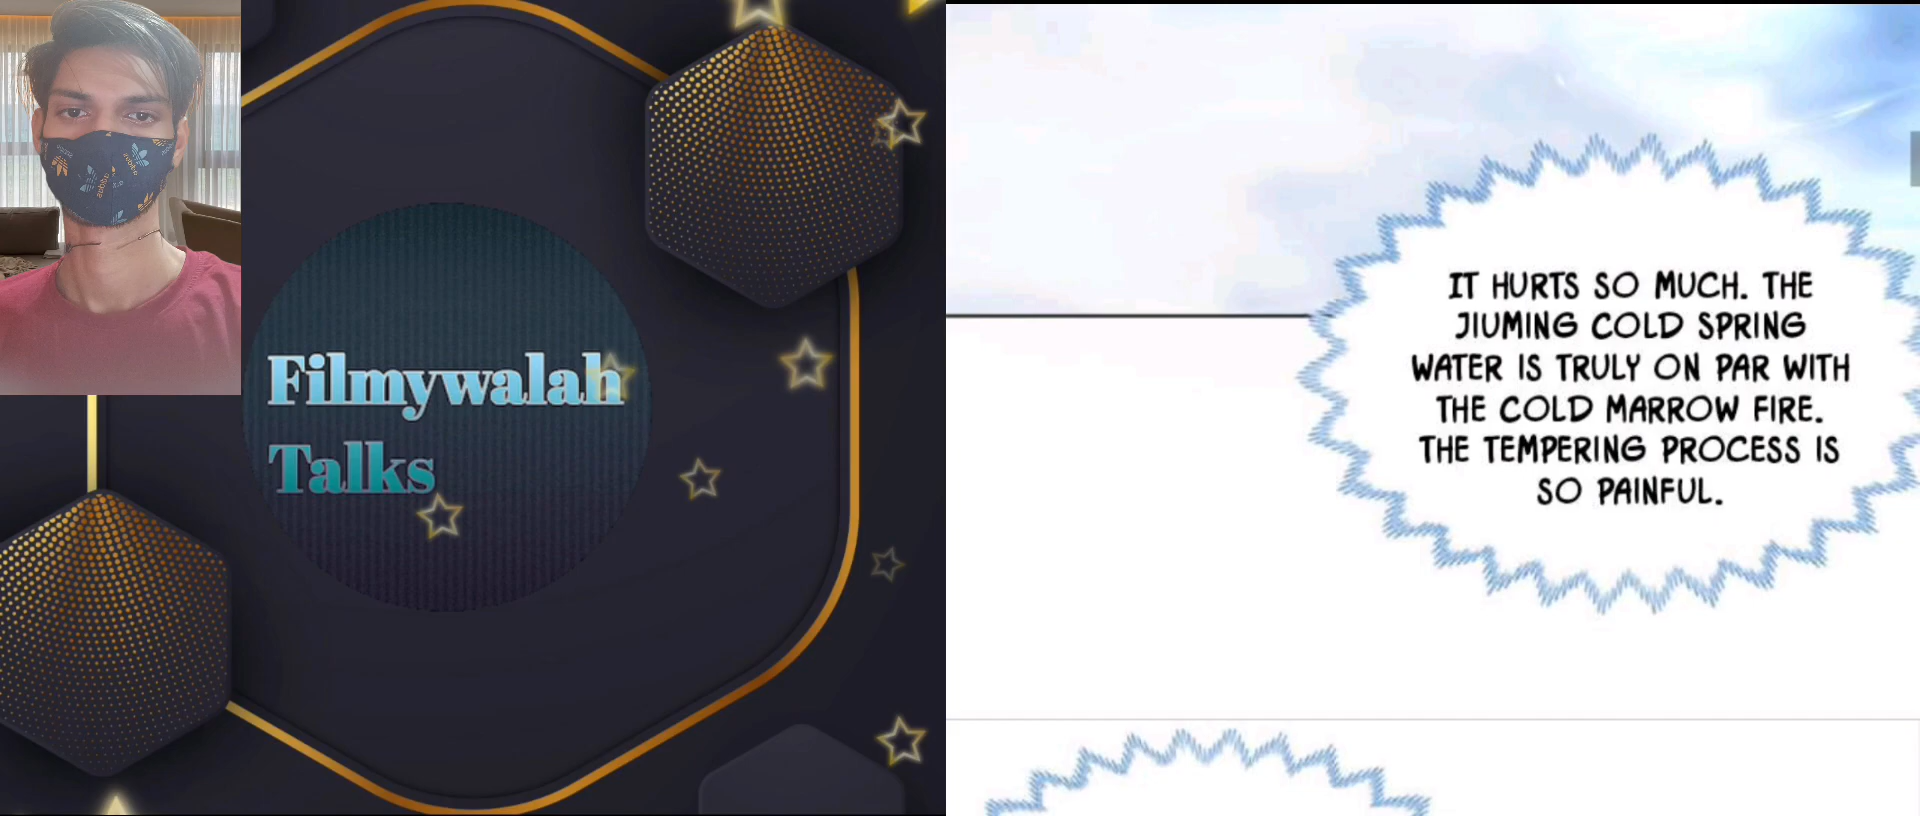 Filmywalah
Talks
IT HURTS SO MUCH. THE
JIUMING COLD SPRING
WATER IS TRULY ON PAR WITH
THE COLD MARROW FIRE.
THE TEMPERING PROCESS IS
SO PAINFUL.